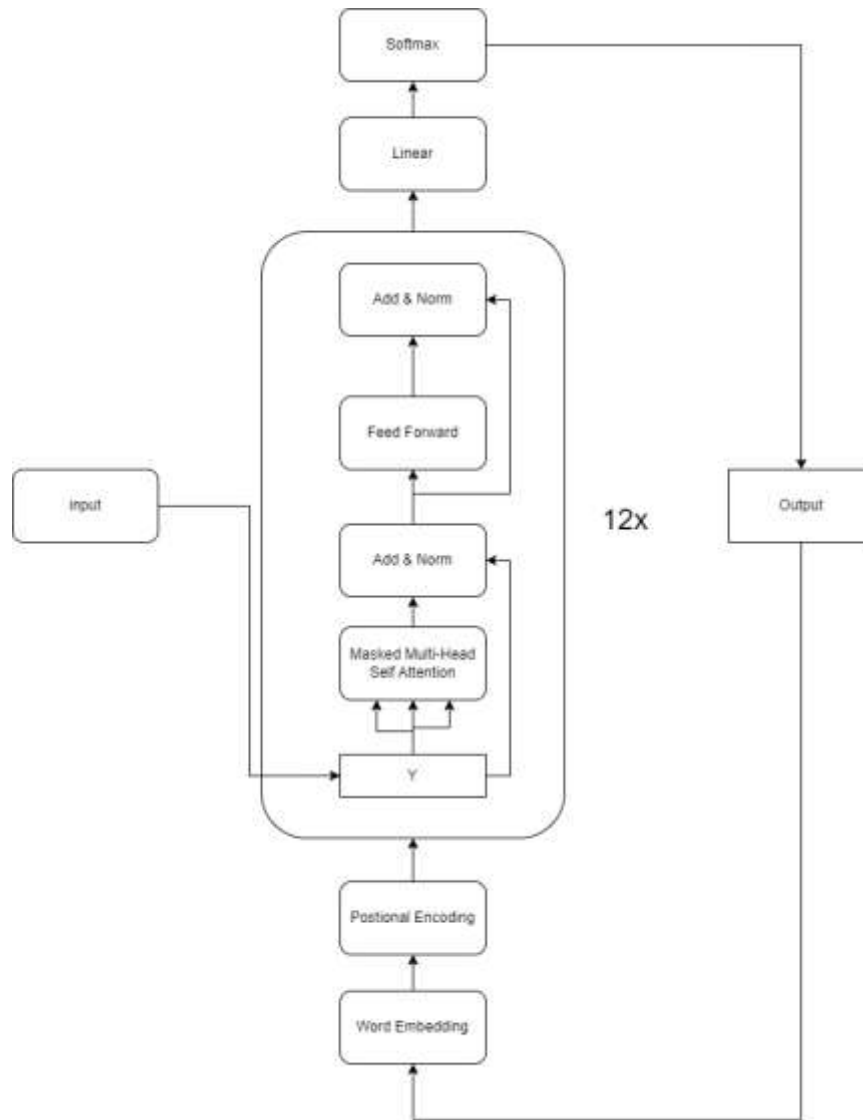 Softmax
Linear
Add & Norm
Feed Forward
input
Output
12x
Add & Norm
Masked Multi-Head
Self Attention
Y
Postional Encoding
Word Embedding